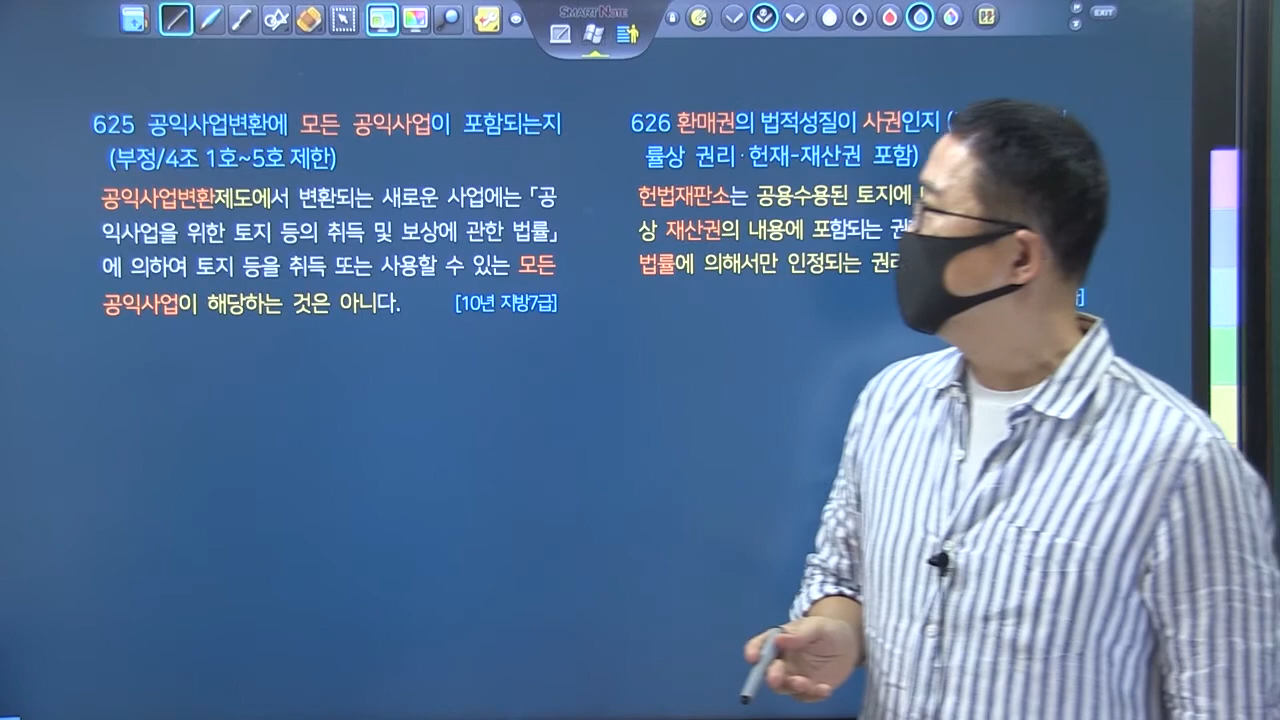 SMART NOTE
EXIT
625 공익사업변환에 모든 공익사업이 포함되는지
(부정/4조 1호~5호 제한)
공익사업변환제도에서 변환되는 새로운 사업에는 「공
익사업을 위한 토지 등의 취득 및 보상에 관한 법률」
에 의하여 토지 등을 취득 또는 사용할 수 있는 모든
공익사업이 해당하는 것은 아니다. [10년 지방7급]
626 환매권의 법적성질이 사권인지 (
률상 권리·헌재-재산권 포함)
헌법재판소는 공용수용된 토지에
상 재산권의 내용에 포함되는
법률에 의해서만 인정되는 권리
]